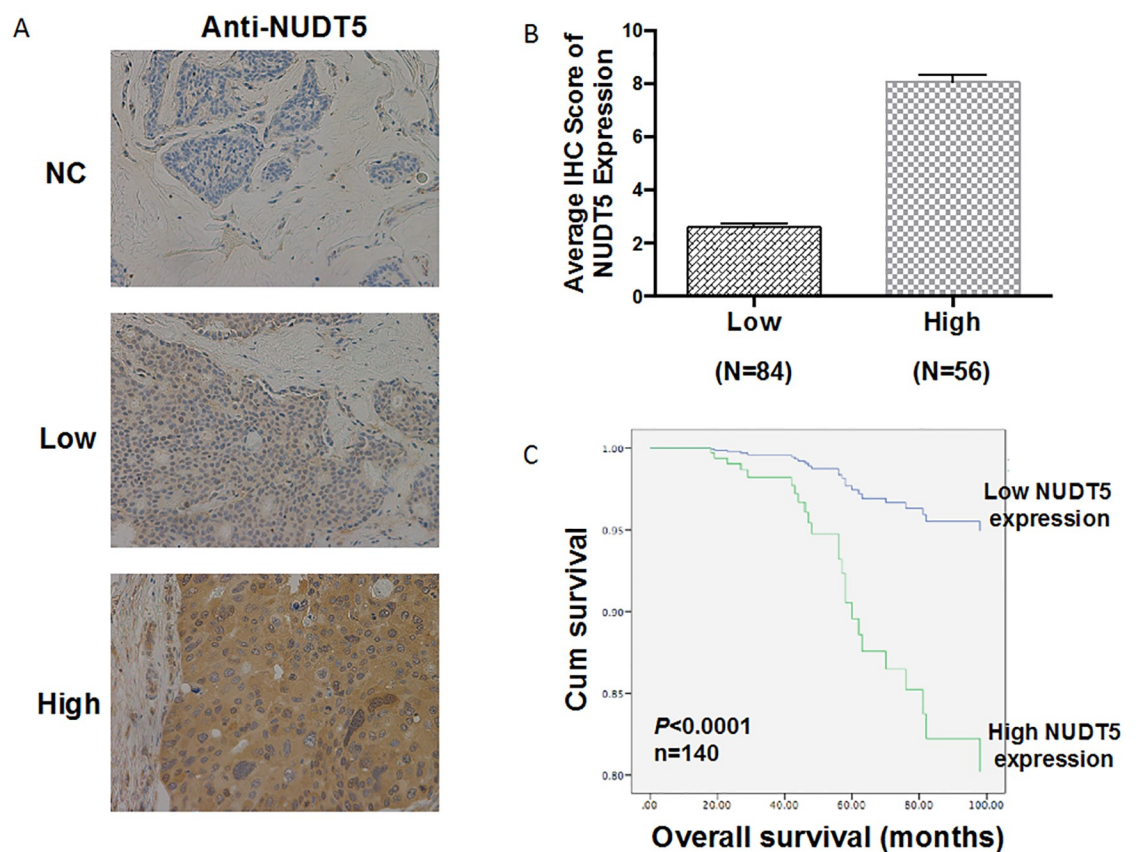 A
Anti-NUDT5
NC
Low
High
B
Average IHC Score of
NUDT5 Expression
10
8
6
4
2
0
Low
High
(N=84)
(N=56)
C
Cum survival
1.00
0.95
0.90
0.85
0.80
Low NUDT5
expression
High NUDT5
expression
P<0.0001
n=140
.00
20.00
40.00
60.00
80.00
100.00
Overall survival (months)